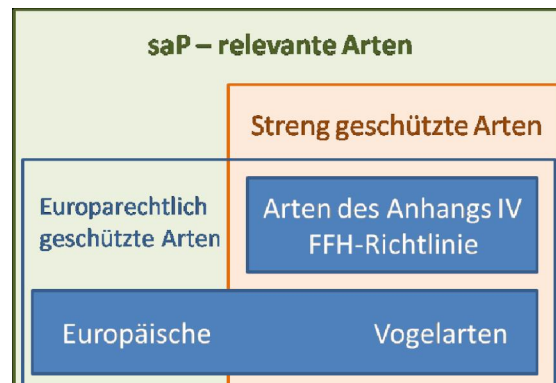 saP – relevante Arten
Streng geschützte Arten
Europarechtlich
geschützte Arten
Arten des Anhangs IV
FFH-Richtlinie
Europäische Vogelarten